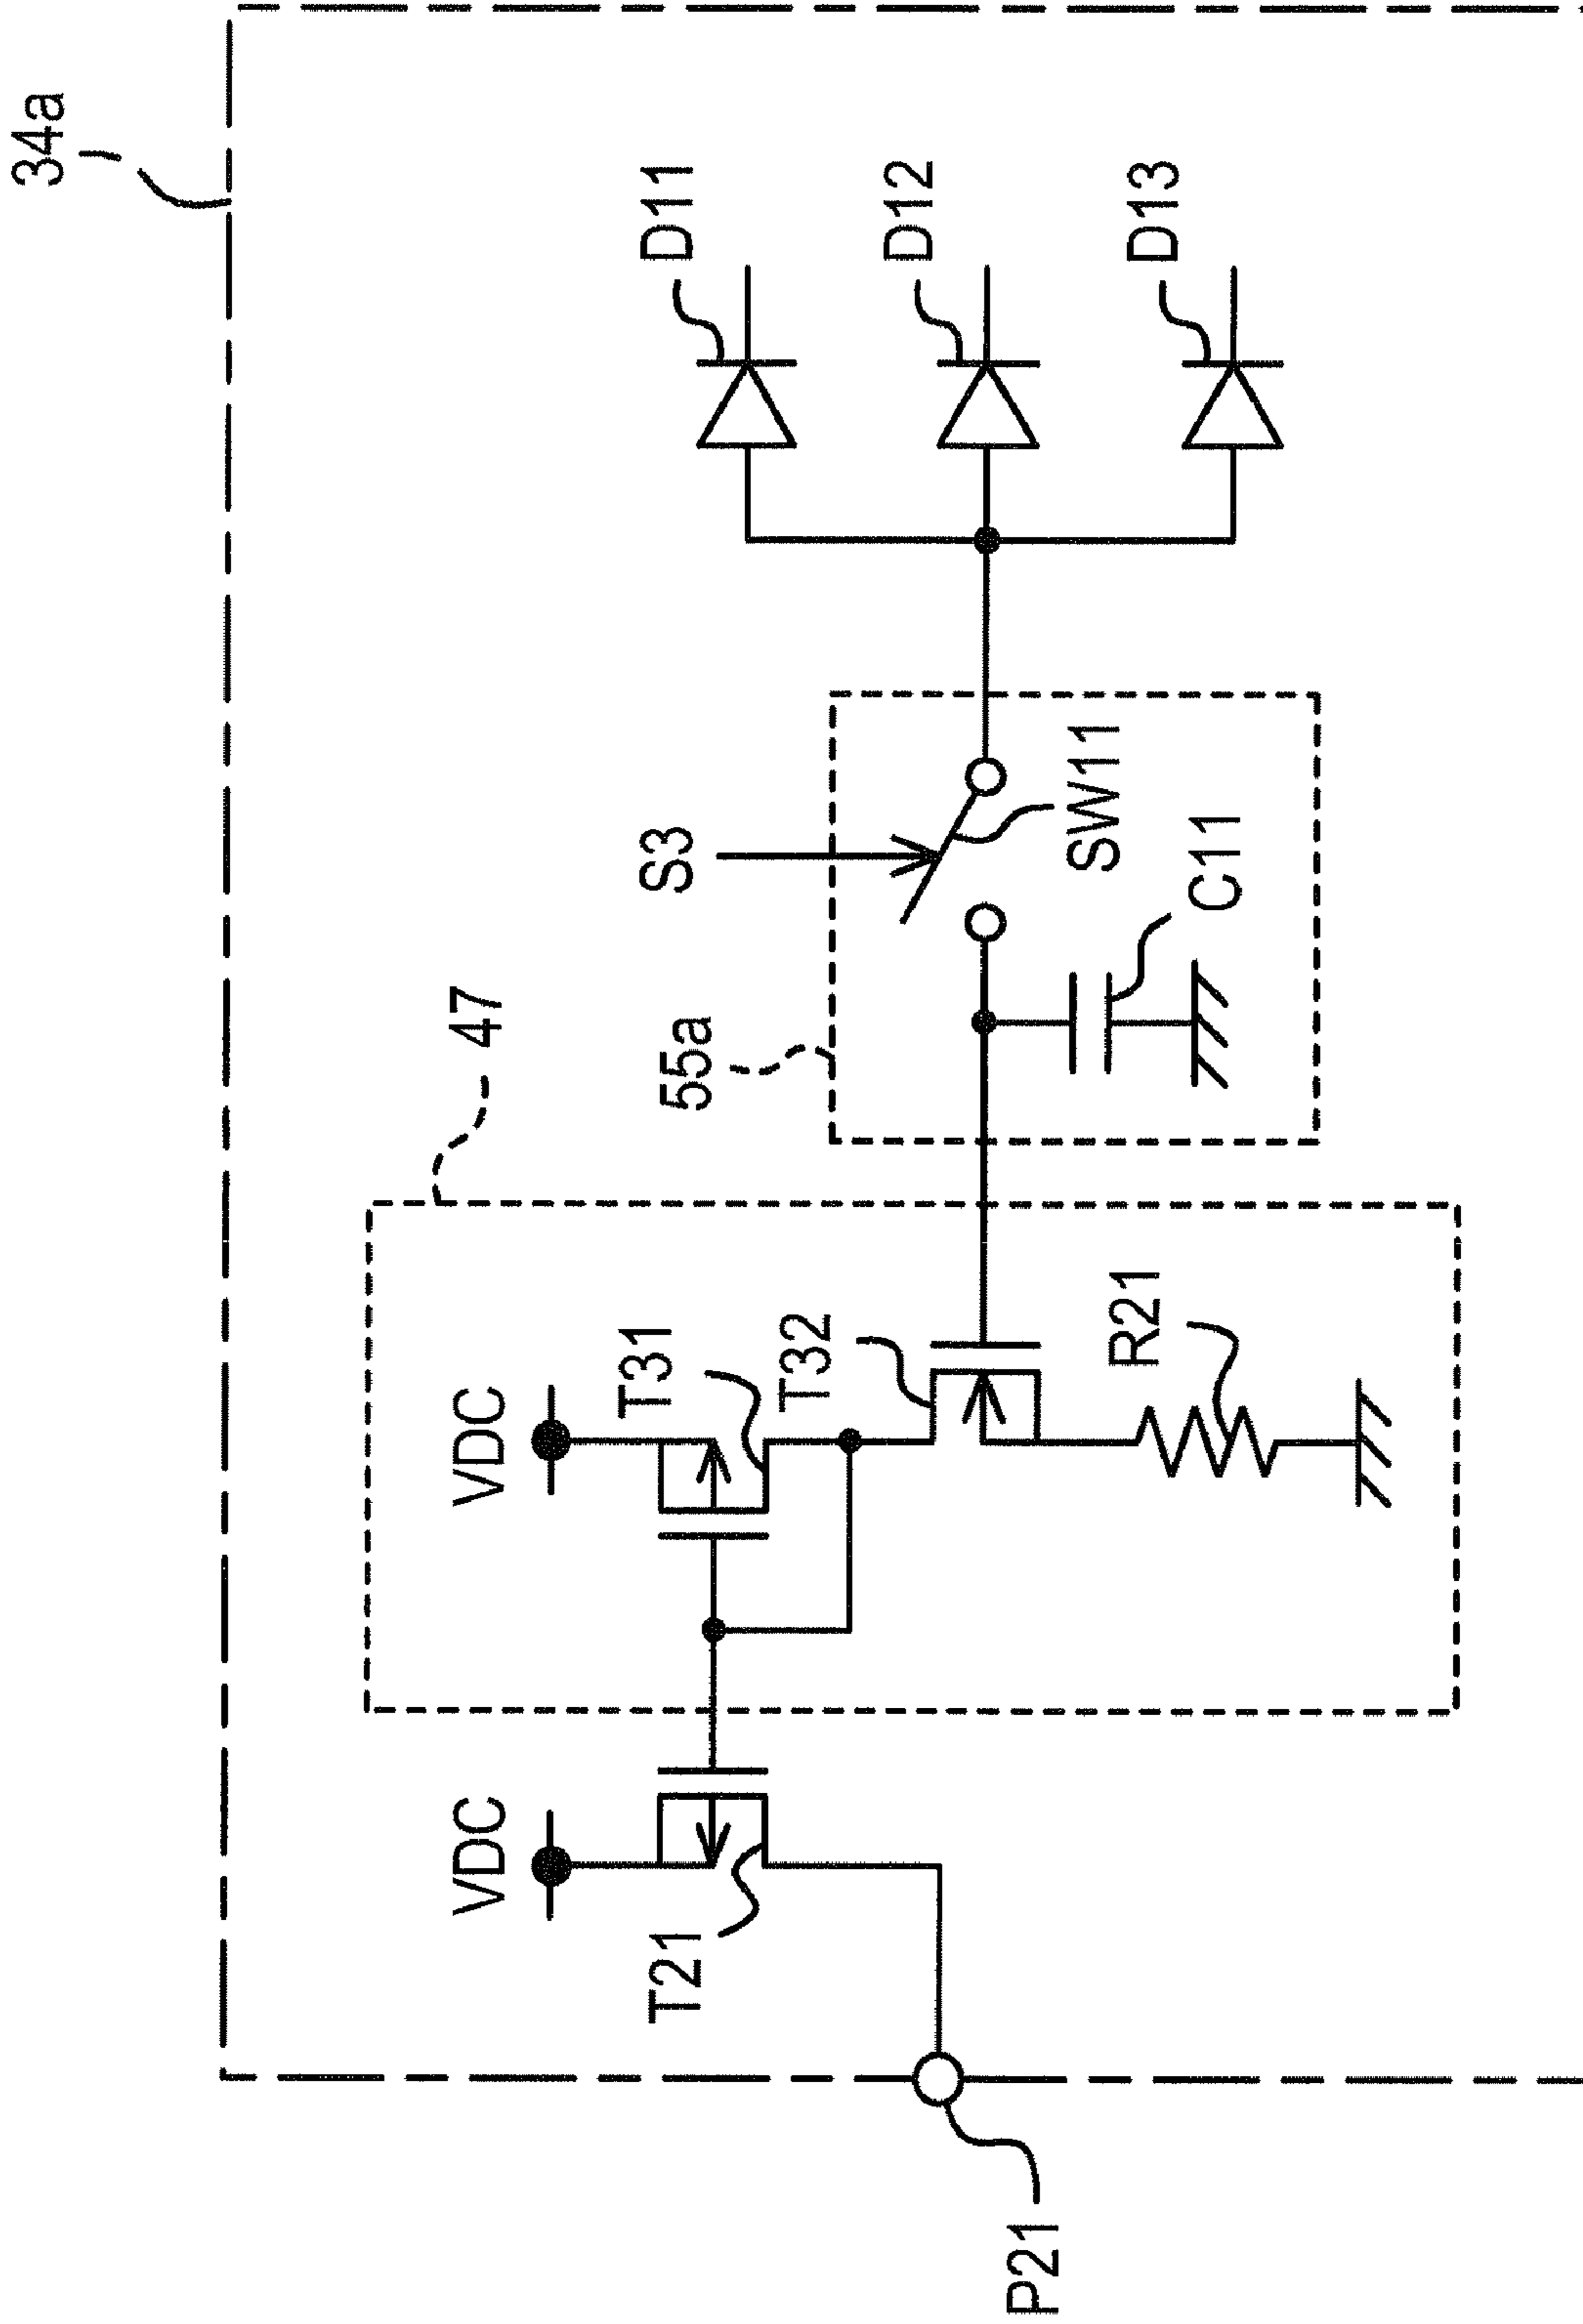 34a
D11
D12
D13
S3
SW11
C11
55a
47
VDC
T31
T32
R21
VDC
T21
P21